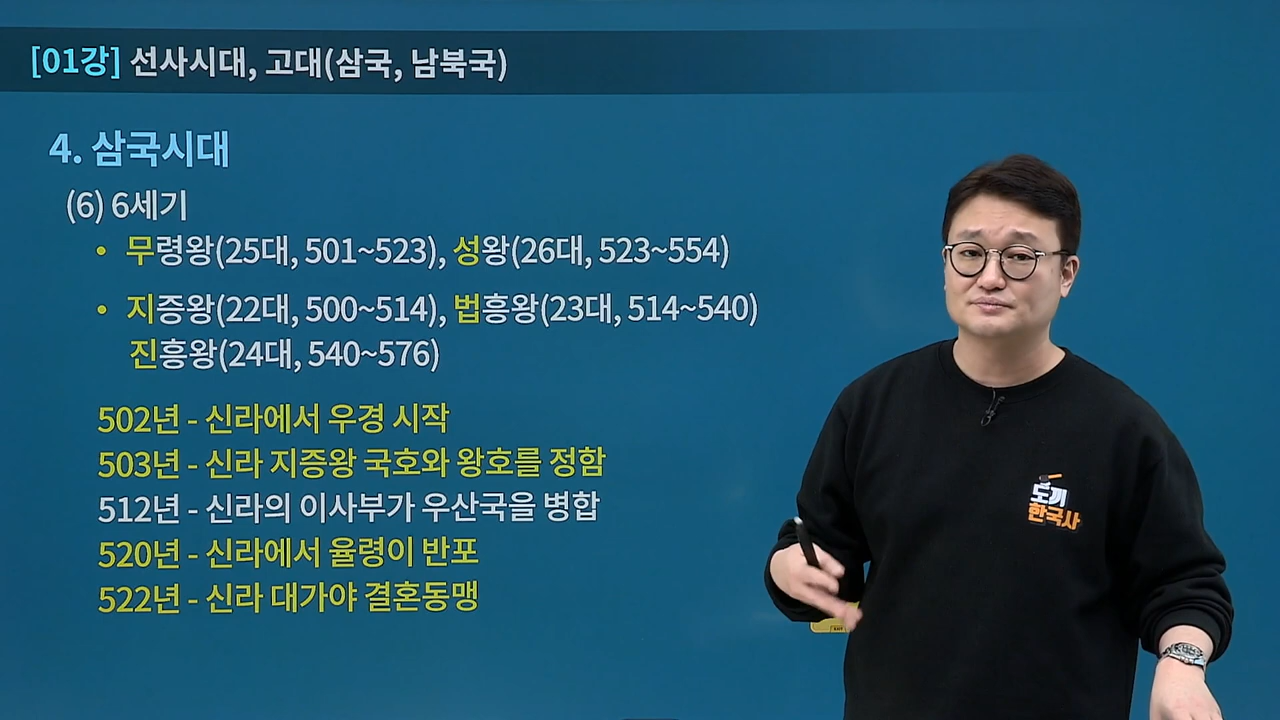 [01강] 선사시대, 고대(삼국, 남북국)
4. 삼국시대
(6) 6세기
• 무령왕(25대, 501~523), 성왕(26대, 523~554)
• 지증왕(22대, 500~514), 법흥왕(23대, 514~540)
진흥왕(24대, 540~576)
502년 - 신라에서 우경 시작
503년 - 신라 지증왕 국호와 왕호를 정함
512년 - 신라의 이사부가 우산국을 병합
520년 - 신라에서 율령이 반포
522년 - 신라 대가야 결혼동맹
도끼
한국사